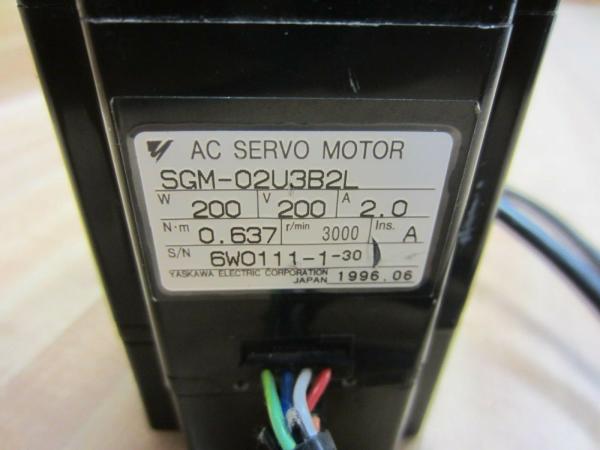 AC SERVO MOTOR
SGM-02U3B2L
W 200 V 200 A 2.0
N·m 0.637 r/min 3000 Ins. A
S/N 6W0111-1-30
YASKAWA ELECTRIC CORPORATION
JAPAN 1996.06